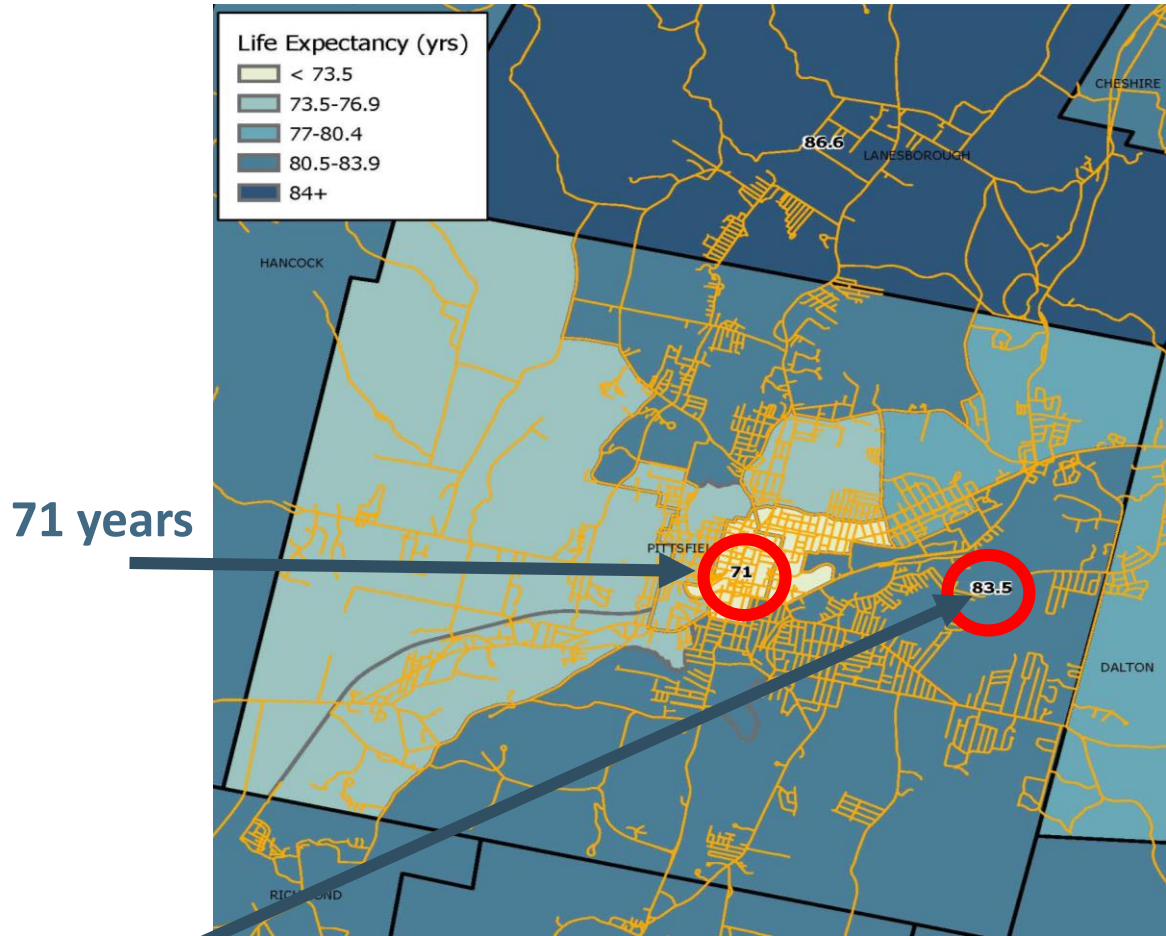 Life Expectancy (yrs)
< 73.5
73.5-76.9
77-80.4
80.5-83.9
84+
CHESHIRE
86.6
LANESBOROUGH
HANCOCK
71 years
PITTSFIEL
71
83.5
DALTON
RICHMOND